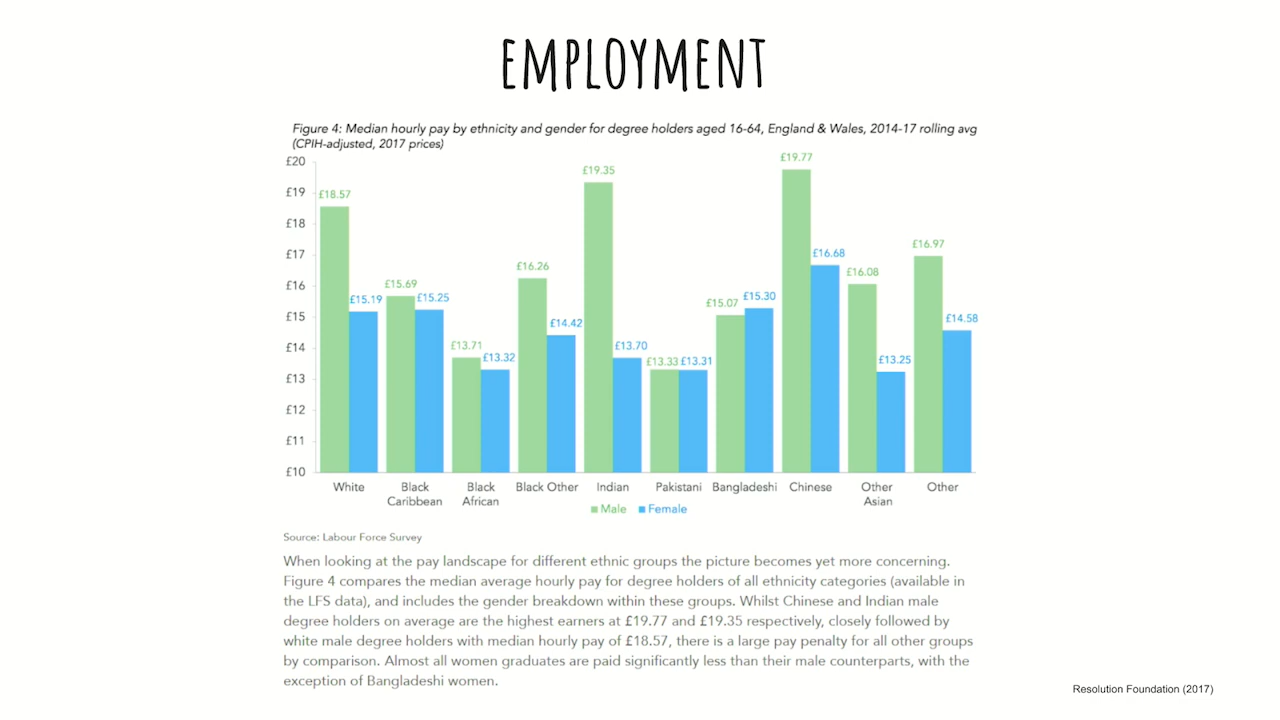 EMPLOYMENT
Figure 4: Median hourly pay by ethnicity and gender for degree holders aged 16-64, England & Wales, 2014-17 rolling avg
(CPIH-adjusted, 2017 prices)
£20
£19
£18
£17
£16
£15
£14
£13
£12
£11
£10
£18.57
£15.19
£15.69
£15.25
£13.71
£13.32
£16.26
£14.42
£19.35
£13.70
£13.33
£13.31
£15.07
£15.30
£19.77
£16.68
£16.08
£13.25
£16.97
£14.58
White
Black
Caribbean
Black
African
Black Other
Indian
Pakistani
Bangladeshi
Chinese
Other
Asian
Other
Male
Female
Source: Labour Force Survey
When looking at the pay landscape for different ethnic groups the picture becomes yet more concerning.
Figure 4 compares the median average hourly pay for degree holders of all ethnicity categories (available in
the LFS data), and includes the gender breakdown within these groups. Whilst Chinese and Indian male
degree holders on average are the highest earners at £19.77 and £19.35 respectively, closely followed by
white male degree holders with median hourly pay of £18.57, there is a large pay penalty for all other groups
by comparison. Almost all women graduates are paid significantly less than their male counterparts, with the
exception of Bangladeshi women.
Resolution Foundation (2017)